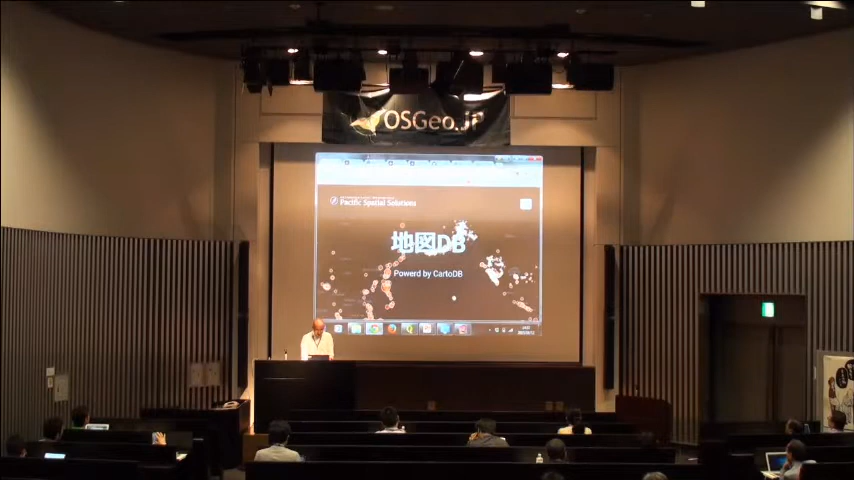 OSGeo.JP
Pacific Spatial Solutions
地図DB
Powerd by CartoDB